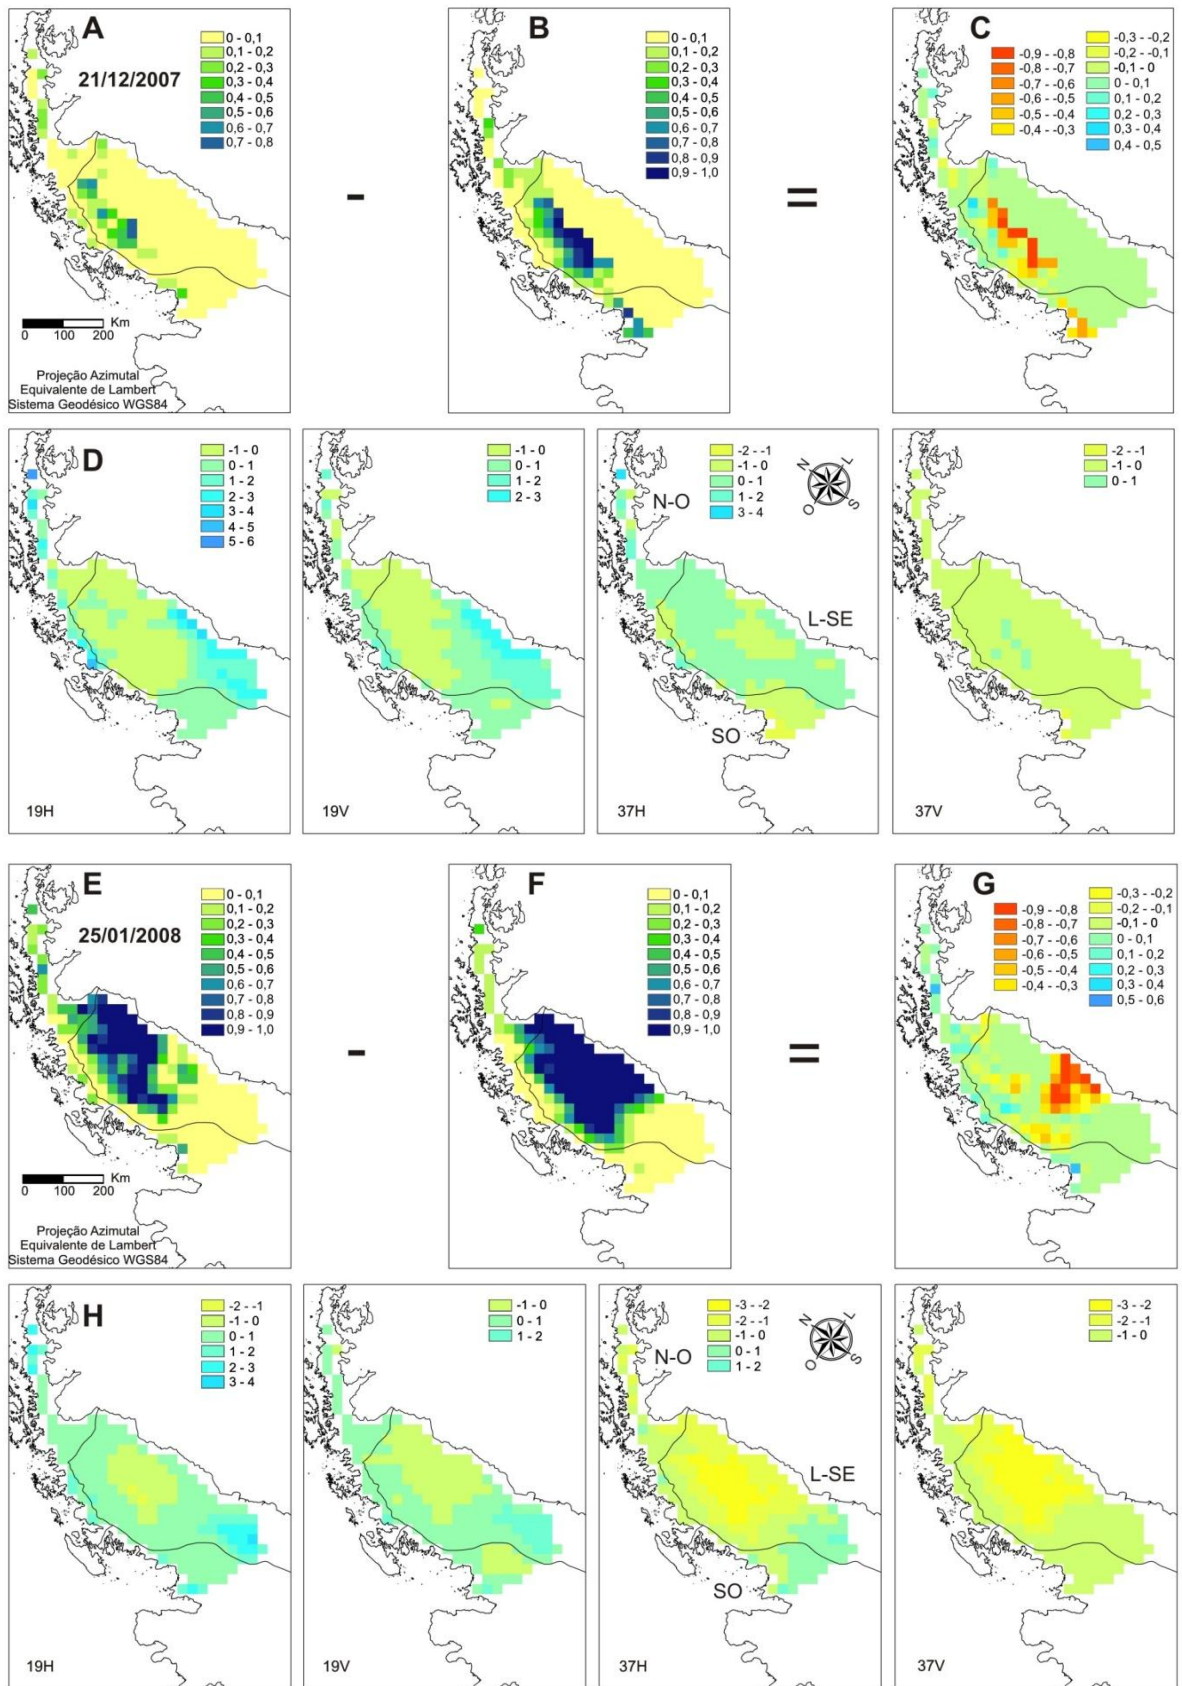 A
21/12/2007
0 - 0,1
0,1 - 0,2
0,2 - 0,3
0,3 - 0,4
0,4 - 0,5
0,5 - 0,6
0,6 - 0,7
0,7 - 0,8
0 100 200 Km
Projeção Azimutal
Equivalente de Lambert
Sistema Geodésico WGS84
-
B
0 - 0,1
0,1 - 0,2
0,2 - 0,3
0,3 - 0,4
0,4 - 0,5
0,5 - 0,6
0,6 - 0,7
0,7 - 0,8
0,8 - 0,9
0,9 - 1,0
=
C
-0,9 - -0,8
-0,8 - -0,7
-0,7 - -0,6
-0,6 - -0,5
-0,5 - -0,4
-0,4 - -0,3
-0,3 - -0,2
-0,2 - -0,1
-0,1 - 0
0 - 0,1
0,1 - 0,2
0,2 - 0,3
0,3 - 0,4
0,4 - 0,5
D
-1 - 0
0 - 1
1 - 2
2 - 3
3 - 4
4 - 5
5 - 6
19H
-1 - 0
0 - 1
1 - 2
2 - 3
19V
N-O
-2 - -1
-1 - 0
0 - 1
1 - 2
3 - 4
N L
O S
L-SE
SO
37H
-2 - -1
-1 - 0
0 - 1
37V
E
25/01/2008
0 - 0,1
0,1 - 0,2
0,2 - 0,3
0,3 - 0,4
0,4 - 0,5
0,5 - 0,6
0,6 - 0,7
0,7 - 0,8
0,8 - 0,9
0,9 - 1,0
0 100 200 Km
Projeção Azimutal
Equivalente de Lambert
Sistema Geodésico WGS84
-
F
0 - 0,1
0,1 - 0,2
0,2 - 0,3
0,3 - 0,4
0,4 - 0,5
0,5 - 0,6
0,6 - 0,7
0,7 - 0,8
0,8 - 0,9
0,9 - 1,0
=
G
-0,9 - -0,8
-0,8 - -0,7
-0,7 - -0,6
-0,6 - -0,5
-0,5 - -0,4
-0,4 - -0,3
-0,3 - -0,2
-0,2 - -0,1
-0,1 - 0
0 - 0,1
0,1 - 0,2
0,2 - 0,3
0,3 - 0,4
0,5 - 0,6
H
-2 - -1
-1 - 0
0 - 1
1 - 2
2 - 3
3 - 4
19H
-1 - 0
0 - 1
1 - 2
19V
N-O
-3 - -2
-2 - -1
-1 - 0
0 - 1
1 - 2
N L
O S
L-SE
SO
37H
-3 - -2
-2 - -1
-1 - 0
37V